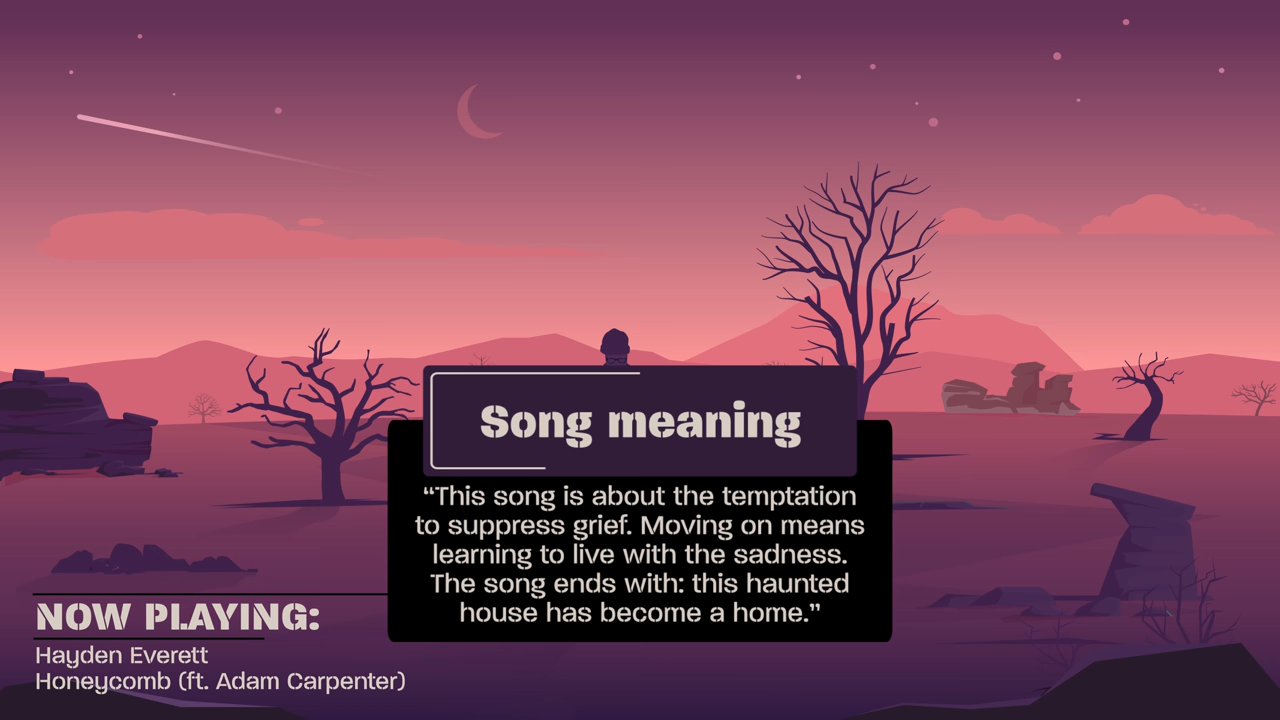 Song meaning
“This song is about the temptation
to suppress grief. Moving on means
learning to live with the sadness.
The song ends with: this haunted
house has become a home.”
NOW PLAYING:
Hayden Everett
Honeycomb (ft. Adam Carpenter)